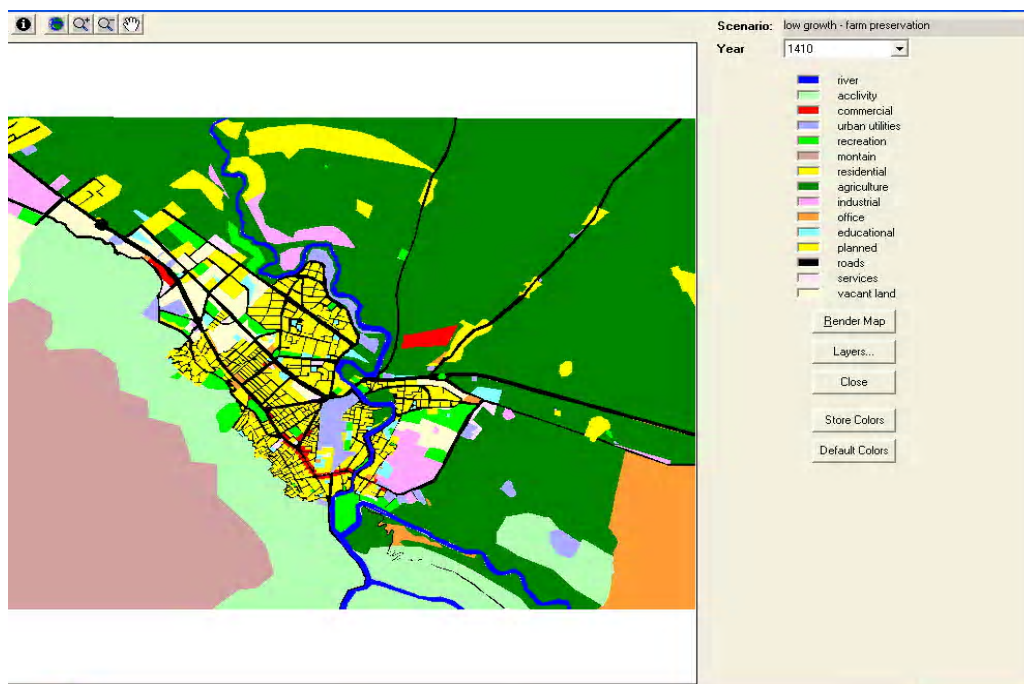 Scenario: low growth - farm preservation
Year 1410
river
acclivity
commercial
urban utilities
recreation
montain
residential
agriculture
industrial
office
educational
planned
roads
services
vacant land
Render Map
Layers...
Close
Store Colors
Default Colors